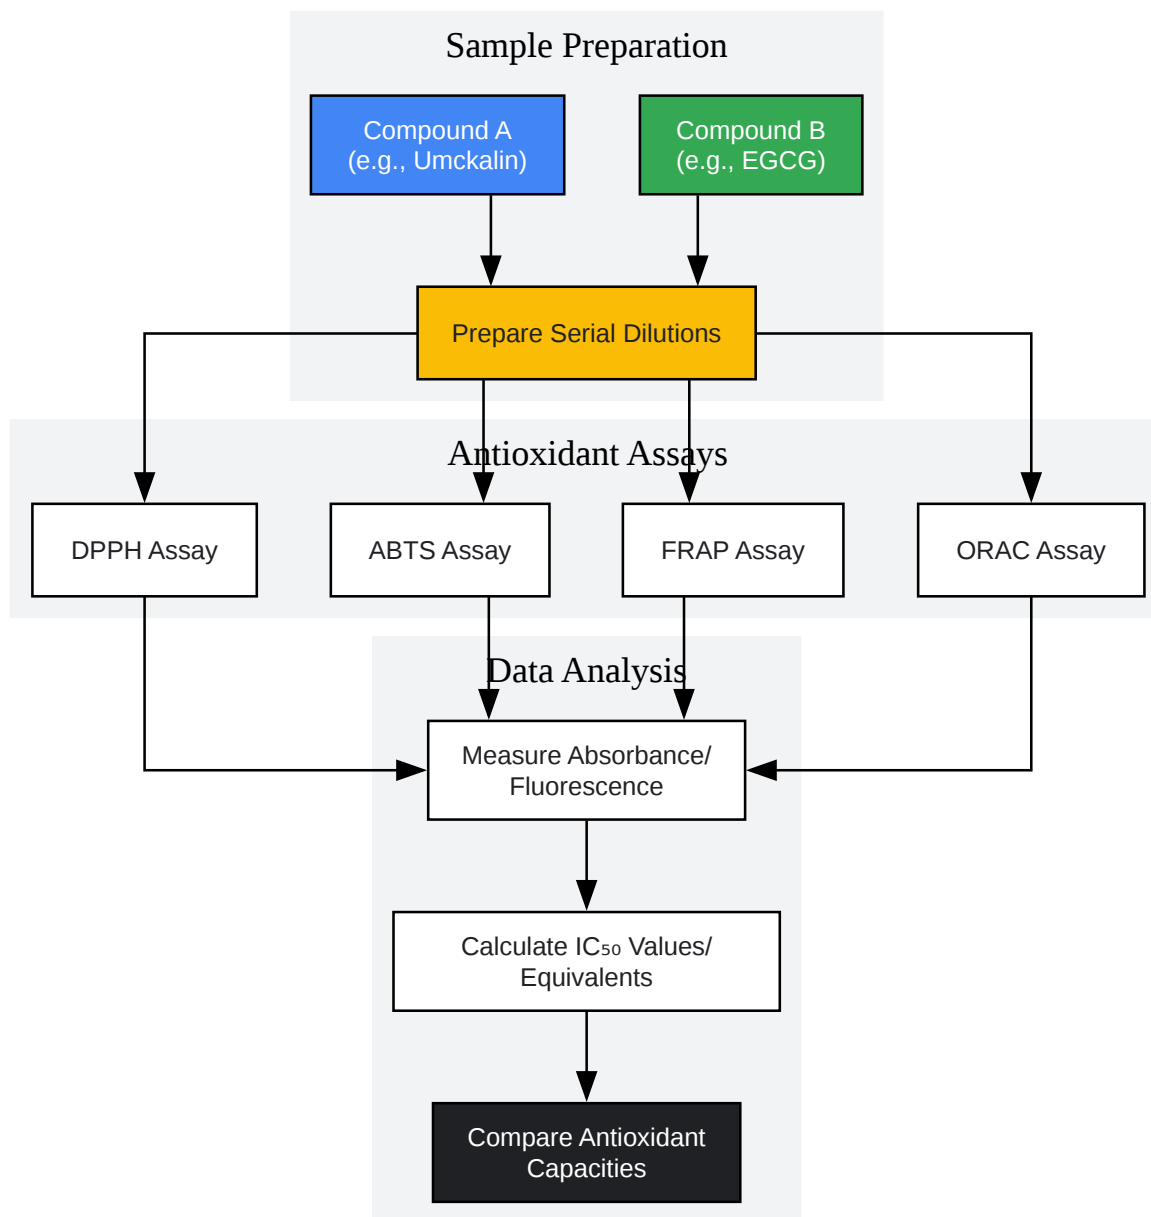 Sample Preparation
Compound A
(e.g., Umckalin)
Compound B
(e.g., EGCG)
Prepare Serial Dilutions
Antioxidant Assays
DPPH Assay
ABTS Assay
FRAP Assay
ORAC Assay
Data Analysis
Measure Absorbance/
Fluorescence
Calculate IC₅₀ Values/
Equivalents
Compare Antioxidant
Capacities